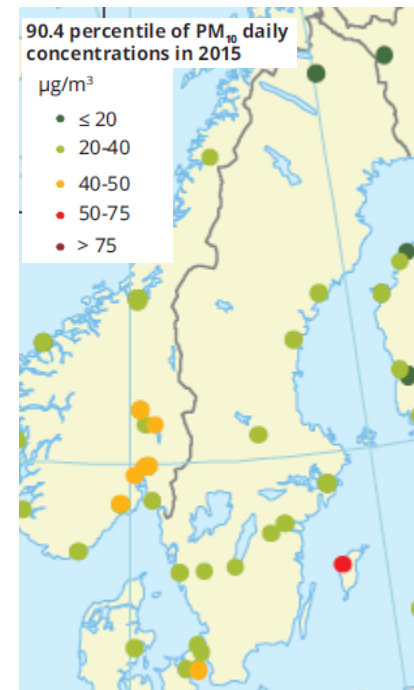 90.4 percentile of PM₁₀ daily
concentrations in 2015
µg/m³
≤ 20
20-40
40-50
50-75
> 75